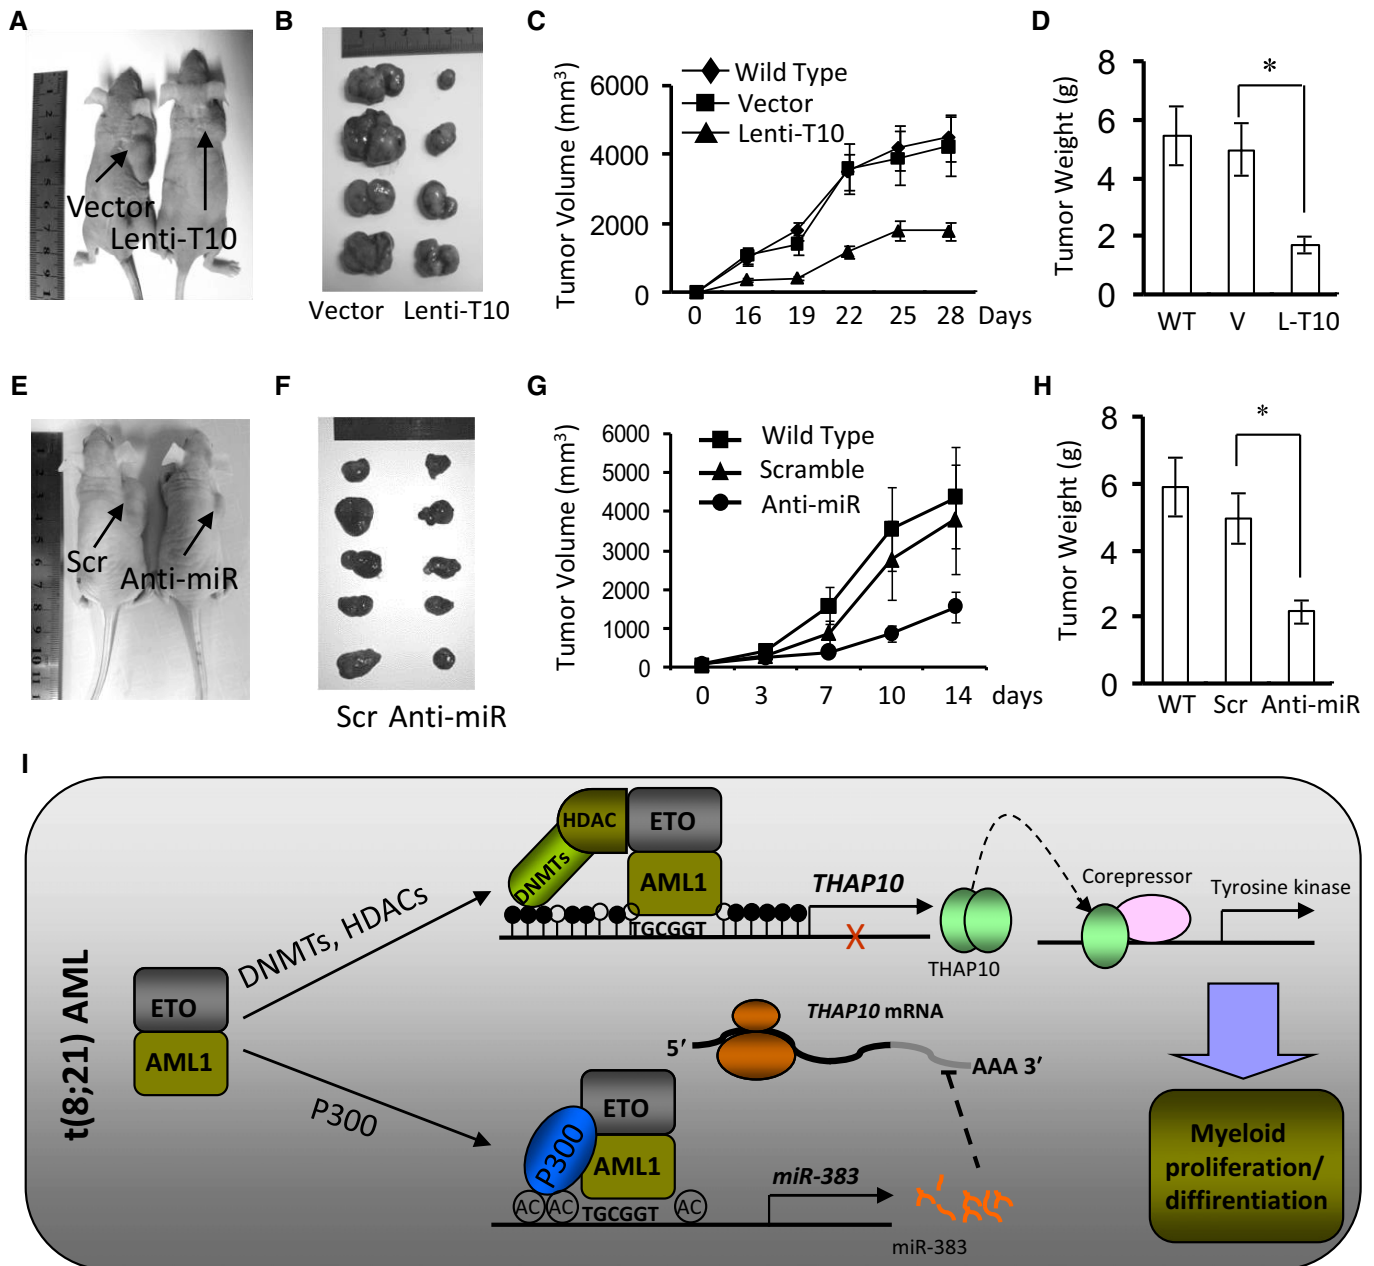 A
B
C
D
Vector
Lenti-T10
Vector Lenti-T10
Tumor Volume (mm³)
6000
4000
2000
0
Wild Type
Vector
Lenti-T10
0 16 19 22 25 28 Days
Tumor Weight (g)
8
6
4
2
0
*
WT V L-T10
E
F
G
H
Scr
Anti-miR
Scr Anti-miR
Tumor Volume (mm³)
6000
5000
4000
3000
2000
1000
0
Wild Type
Scramble
Anti-miR
0 3 7 10 14 days
Tumor Weight (g)
8
6
4
2
0
*
WT Scr Anti-miR
I
t(8;21) AML
ETO
AML1
DNMTs, HDACs
P300
HDAC
DNMTs
ETO
AML1
TGCGGT
THAP10
X
THAP10
Corepressor
Tyrosine kinase
THAP10 mRNA
5′
AAA 3′
ETO
P300
AML1
AC AC TGCGGT AC
miR-383
miR-383
Myeloid
proliferation/
diffirentiation